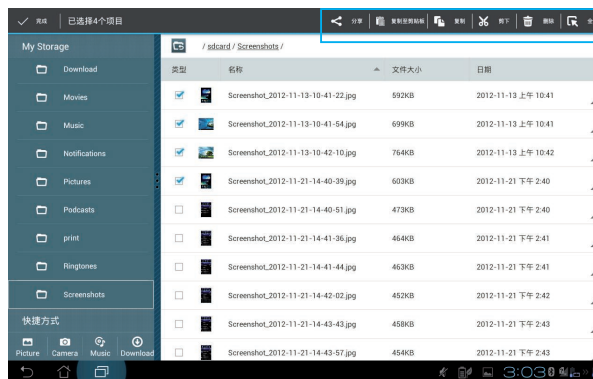 完成 已选择4个项目 分享 复制至剪贴板 复制 剪下 删除 全
My Storage / sdcard / Screenshots /
Download 类型 名称 文件大小 日期
Movies Screenshot_2012-11-13-10-41-22.jpg 592KB 2012-11-13 上午 10:41
Music Screenshot_2012-11-13-10-41-54.jpg 699KB 2012-11-13 上午 10:41
Notifications Screenshot_2012-11-13-10-42-10.jpg 764KB 2012-11-13 上午 10:42
Pictures Screenshot_2012-11-21-14-40-39.jpg 603KB 2012-11-21 下午 2:40
Podcasts Screenshot_2012-11-21-14-40-51.jpg 473KB 2012-11-21 下午 2:40
print Screenshot_2012-11-21-14-41-36.jpg 464KB 2012-11-21 下午 2:41
Ringtones Screenshot_2012-11-21-14-41-44.jpg 463KB 2012-11-21 下午 2:41
Screenshots Screenshot_2012-11-21-14-42-02.jpg 452KB 2012-11-21 下午 2:42
快捷方式 Screenshot_2012-11-21-14-43-43.jpg 458KB 2012-11-21 下午 2:43
Picture Camera Music Download Screenshot_2012-11-21-14-43-57.jpg 454KB 2012-11-21 下午 2:43
3:03